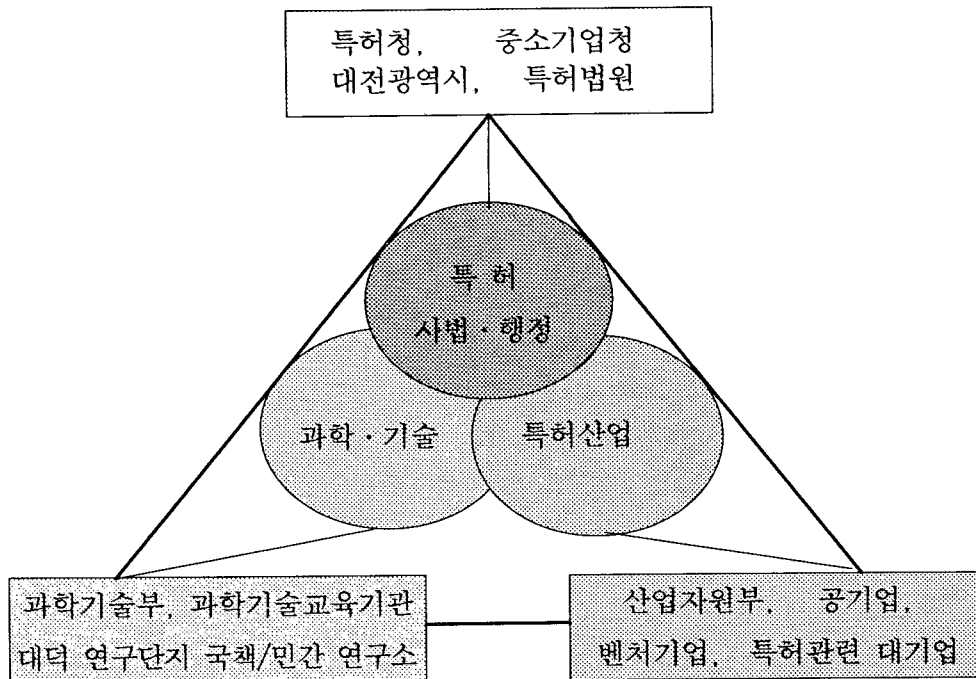 특허청, 중소기업청
대전광역시, 특허법원
특 허
사법 · 행정
과학 · 기술
특허산업
과학기술부, 과학기술교육기관
대덕 연구단지 국책/민간 연구소
산업자원부, 공기업,
벤처기업, 특허관련 대기업